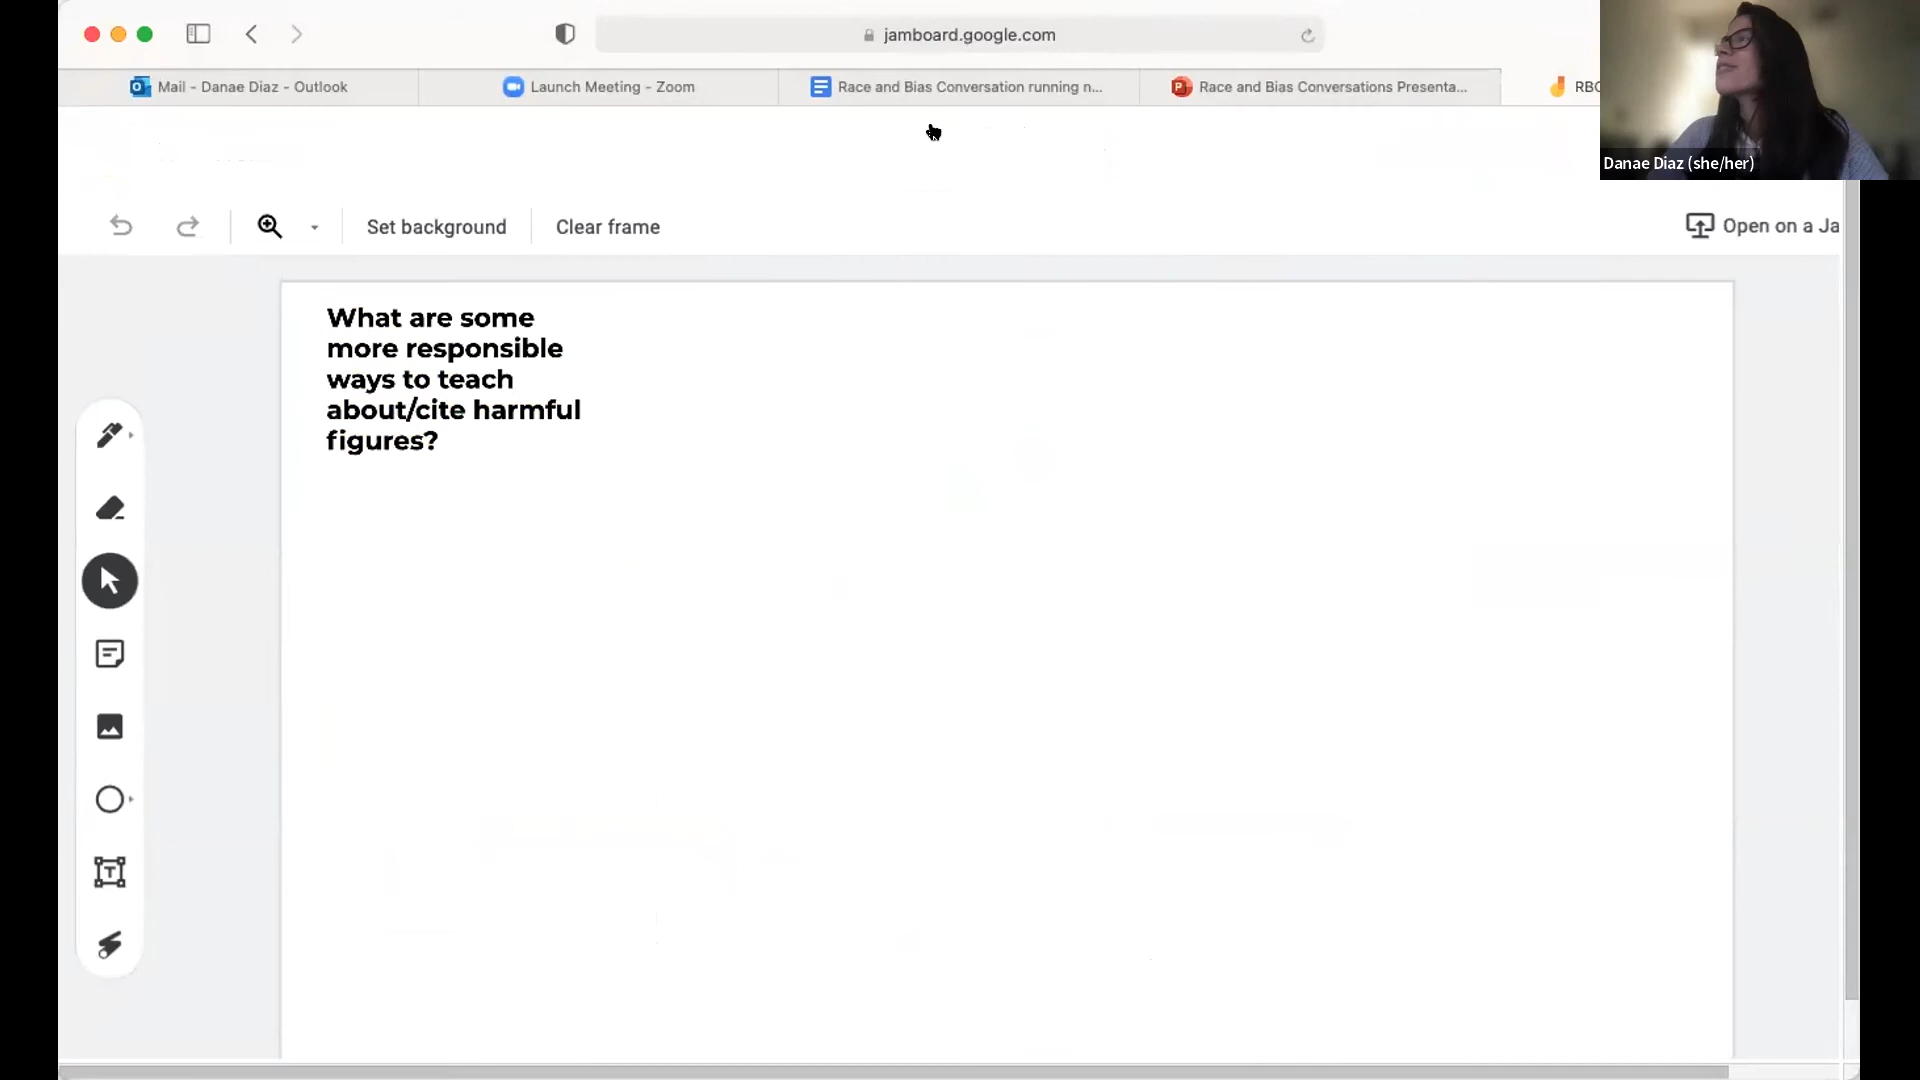 jamboard.google.com
Mail - Danae Diaz - Outlook
Launch Meeting - Zoom
Race and Bias Conversation running n...
Race and Bias Conversations Presenta...
RBC
Danae Diaz (she/her)
Set background
Clear frame
Open on a Ja
What are some
more responsible
ways to teach
about/cite harmful
figures?